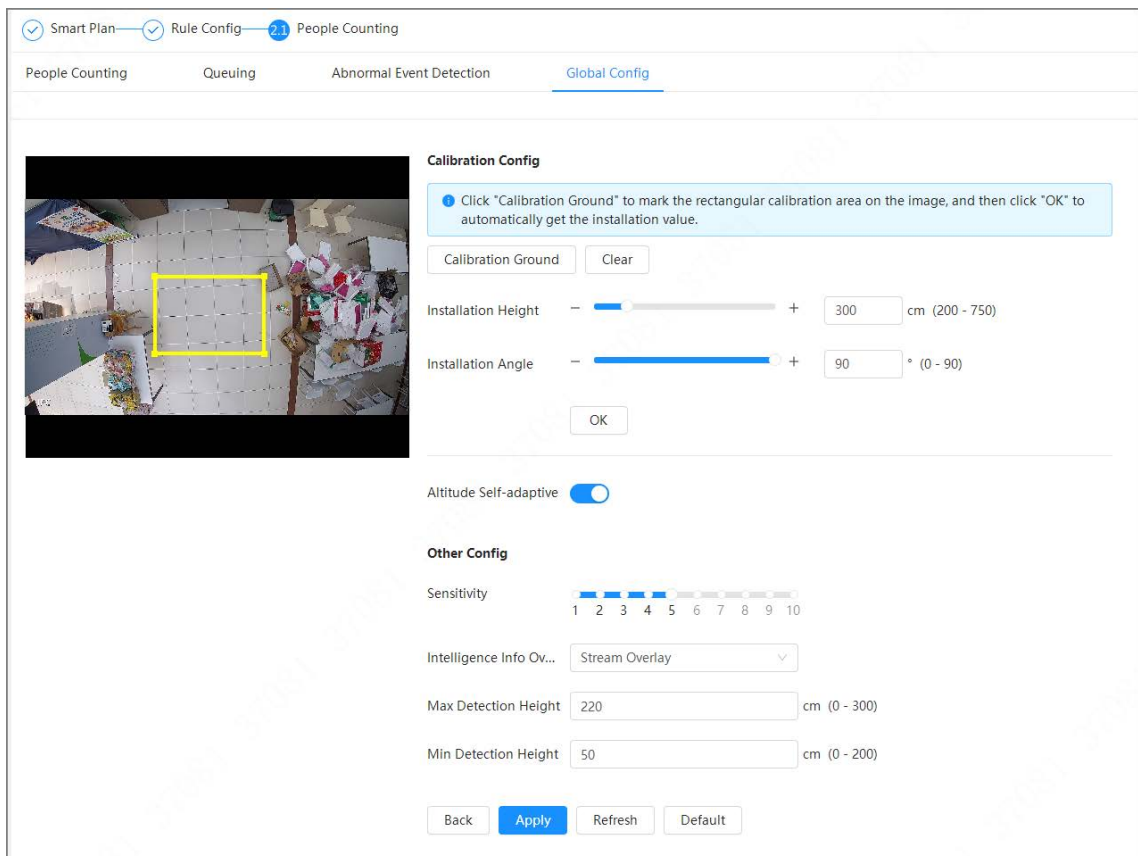 Smart Plan Rule Config 2.1 People Counting
People Counting Queuing Abnormal Event Detection Global Config
Calibration Config
Click "Calibration Ground" to mark the rectangular calibration area on the image, and then click "OK" to
automatically get the installation value.
Calibration Ground Clear
Installation Height − + 300 cm (200 - 750)
Installation Angle − + 90 ° (0 - 90)
OK
Altitude Self-adaptive
Other Config
Sensitivity
1 2 3 4 5 6 7 8 9 10
Intelligence Info Ov... Stream Overlay
Max Detection Height 220 cm (0 - 300)
Min Detection Height 50 cm (0 - 200)
Back Apply Refresh Default